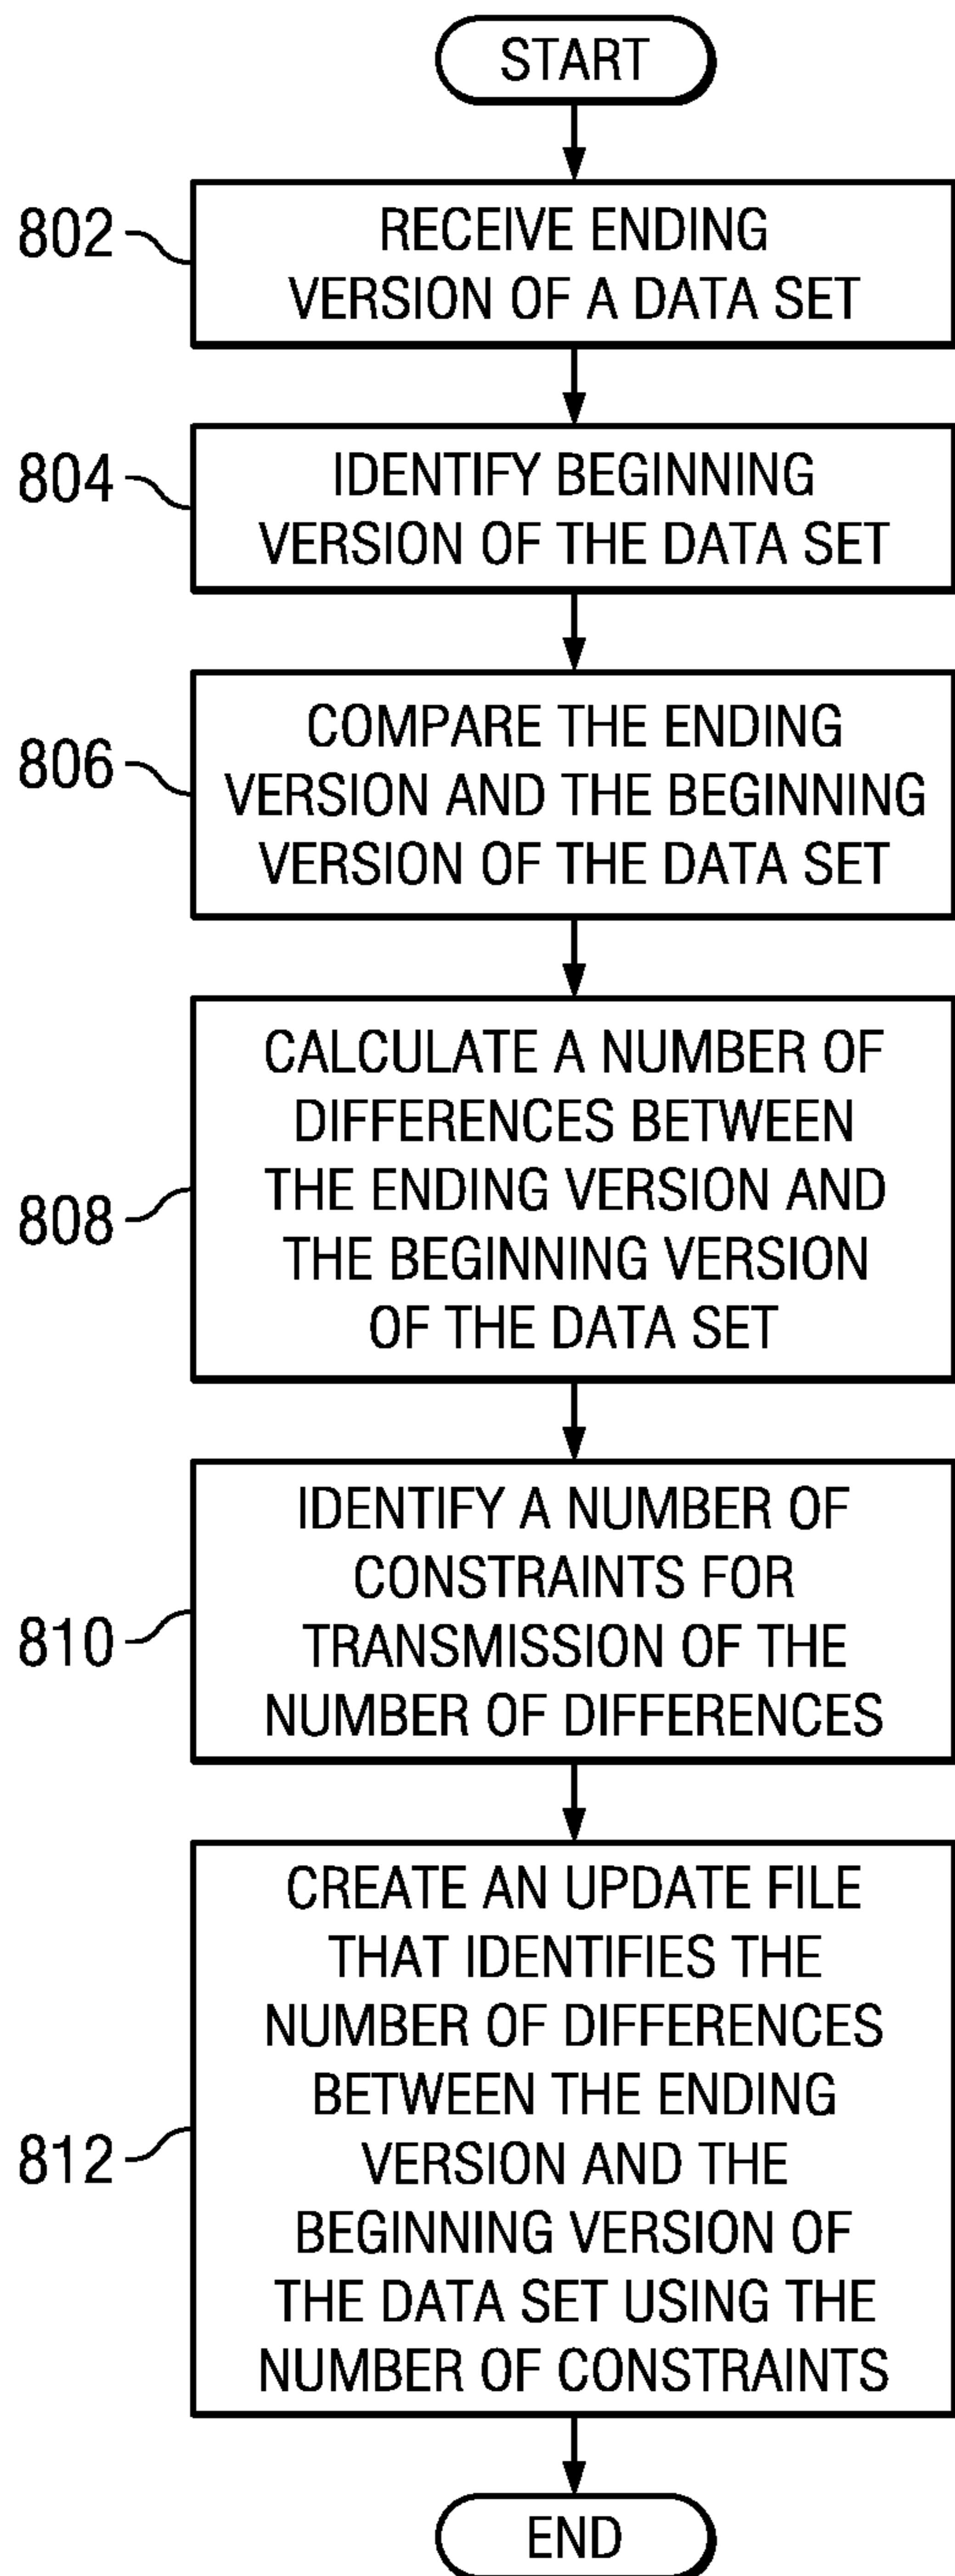 START
802
RECEIVE ENDING
VERSION OF A DATA SET
804
IDENTIFY BEGINNING
VERSION OF THE DATA SET
806
COMPARE THE ENDING
VERSION AND THE BEGINNING
VERSION OF THE DATA SET
808
CALCULATE A NUMBER OF
DIFFERENCES BETWEEN
THE ENDING VERSION AND
THE BEGINNING VERSION
OF THE DATA SET
810
IDENTIFY A NUMBER OF
CONSTRAINTS FOR
TRANSMISSION OF THE
NUMBER OF DIFFERENCES
812
CREATE AN UPDATE FILE
THAT IDENTIFIES THE
NUMBER OF DIFFERENCES
BETWEEN THE ENDING
VERSION AND THE
BEGINNING VERSION OF
THE DATA SET USING THE
NUMBER OF CONSTRAINTS
END